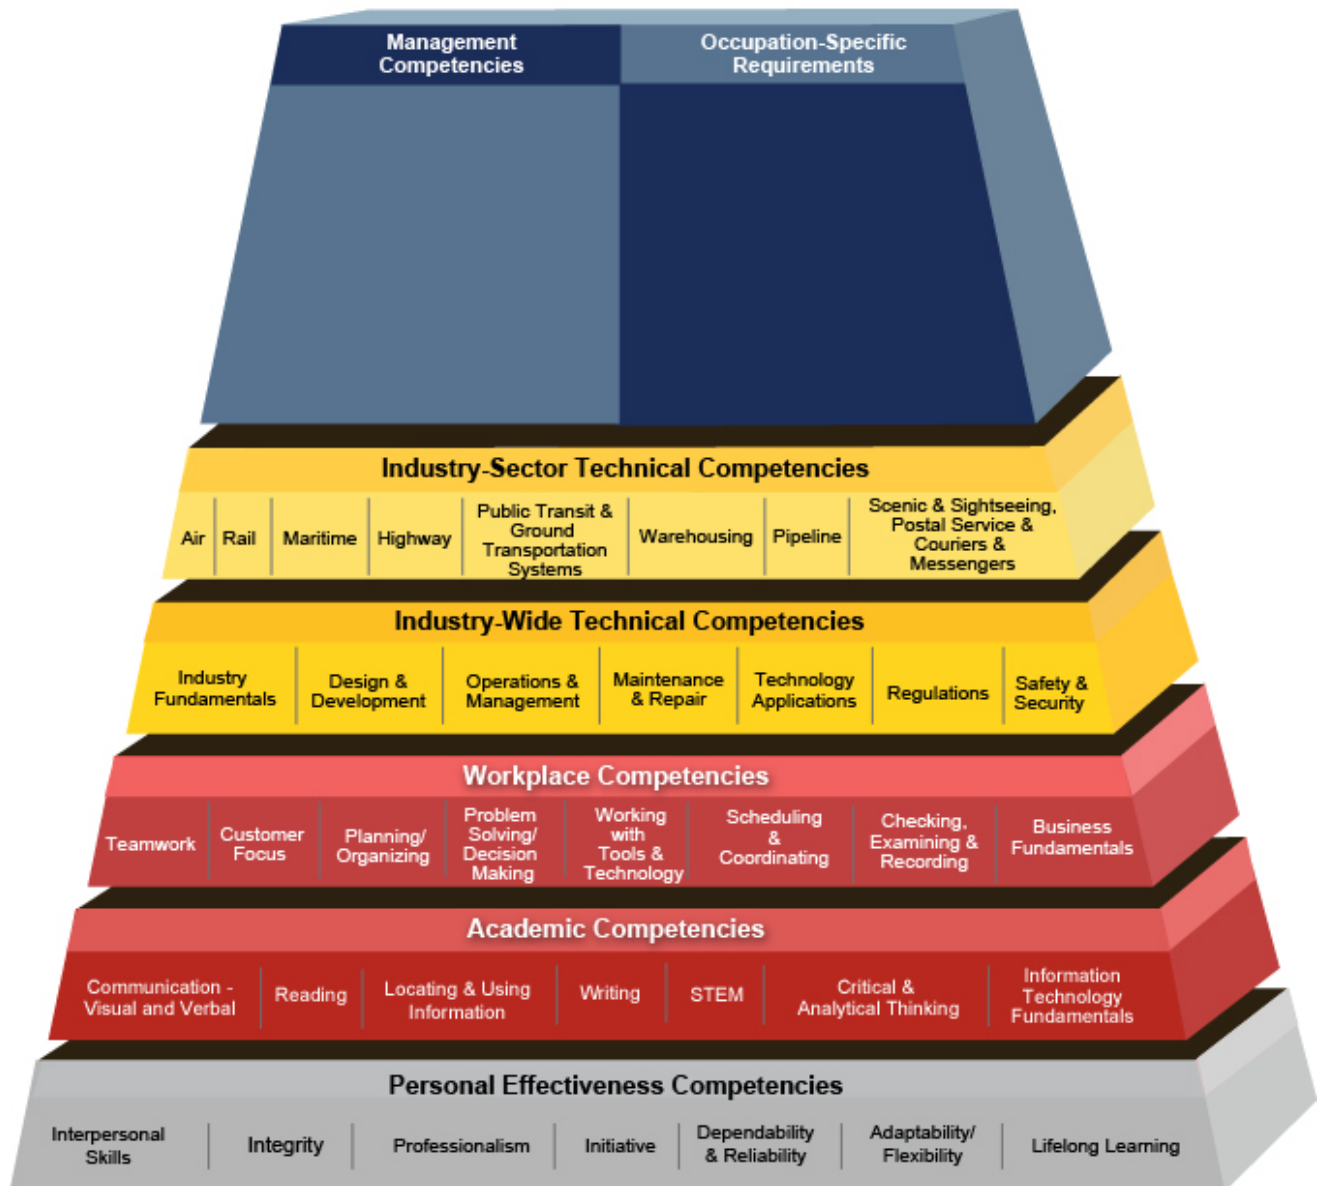 Management
Competencies
Occupation-Specific
Requirements
Industry-Sector Technical Competencies
Air
Rail
Maritime
Highway
Public Transit &
Ground
Transportation
Systems
Warehousing
Pipeline
Scenic & Sightseeing,
Postal Service &
Couriers &
Messengers
Industry-Wide Technical Competencies
Industry
Fundamentals
Design &
Development
Operations &
Management
Maintenance
& Repair
Technology
Applications
Regulations
Safety &
Security
Workplace Competencies
Teamwork
Customer
Focus
Planning/
Organizing
Problem
Solving/
Decision
Making
Working
with
Tools &
Technology
Scheduling
&
Coordinating
Checking,
Examining &
Recording
Business
Fundamentals
Academic Competencies
Communication -
Visual and Verbal
Reading
Locating & Using
Information
Writing
STEM
Critical &
Analytical Thinking
Information
Technology
Fundamentals
Personal Effectiveness Competencies
Interpersonal
Skills
Integrity
Professionalism
Initiative
Dependability
& Reliability
Adaptability/
Flexibility
Lifelong Learning